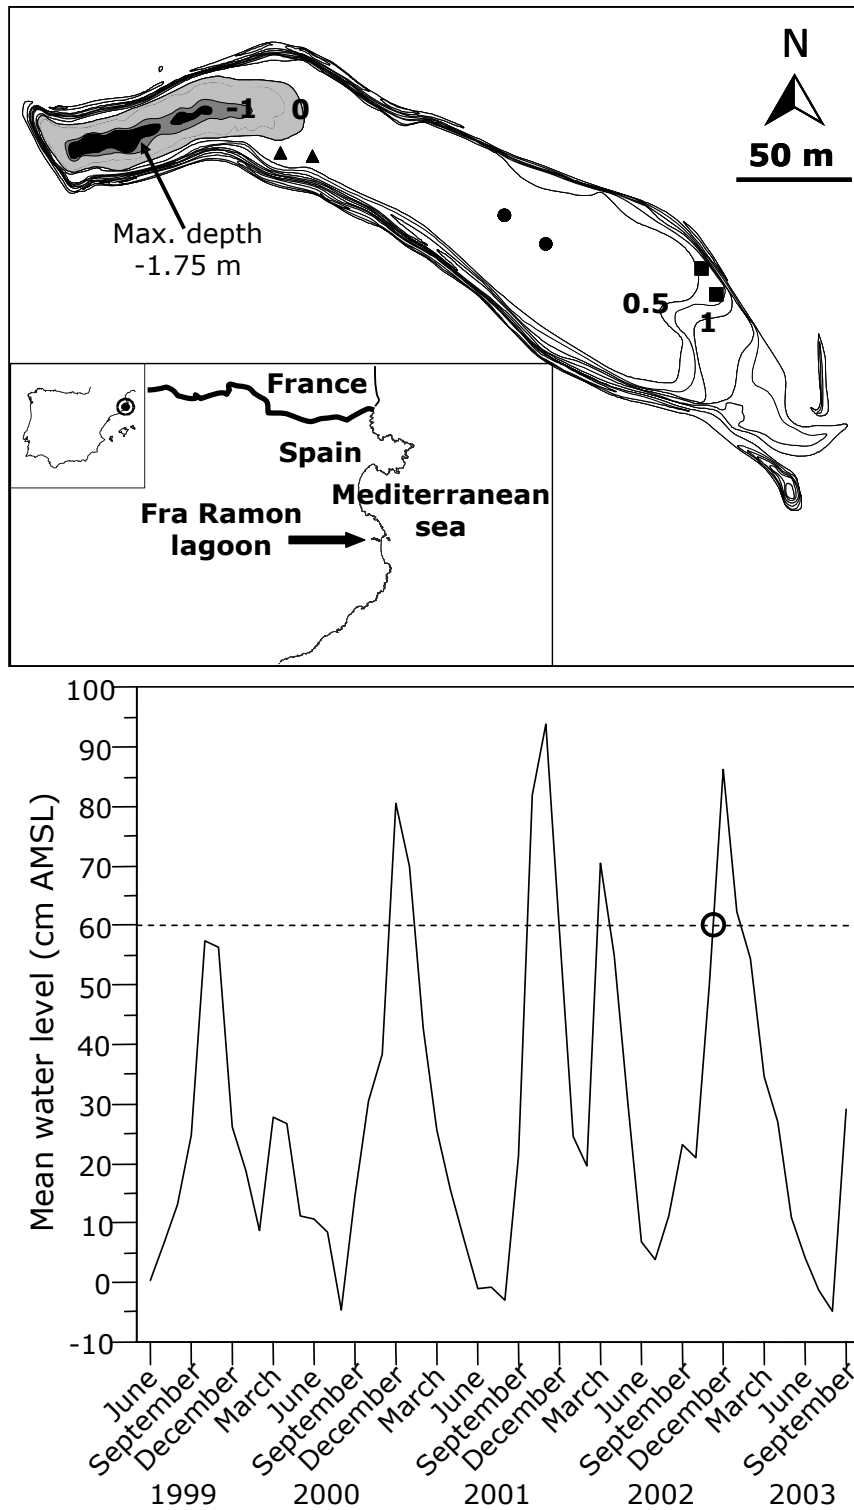 N
50 m
-1
0
Max. depth
-1.75 m
0.5
1
France
Spain
Mediterranean
sea
Fra Ramon
lagoon
Mean water level (cm AMSL)
100
90
80
70
60
50
40
30
20
10
0
-10
June
September
December
March
June
September
December
March
June
September
December
March
June
September
December
March
June
September
1999
2000
2001
2002
2003